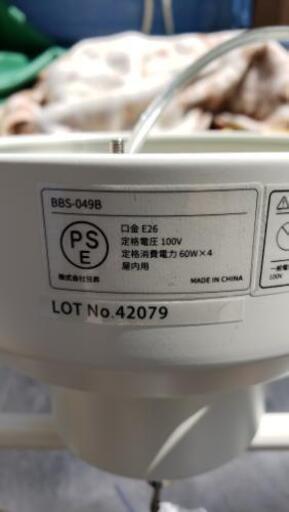 BBS-049B
PS
E
口金 E26
定格電圧 100V
定格消費電力 60W×4
屋内用
MADE IN CHINA
LOT No.42079
100V